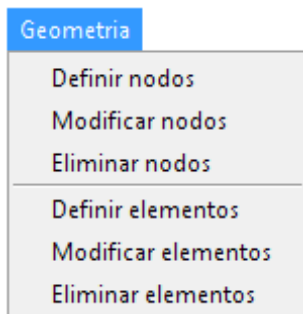 Geometria
Definir nodos
Modificar nodos
Eliminar nodos
Definir elementos
Modificar elementos
Eliminar elementos